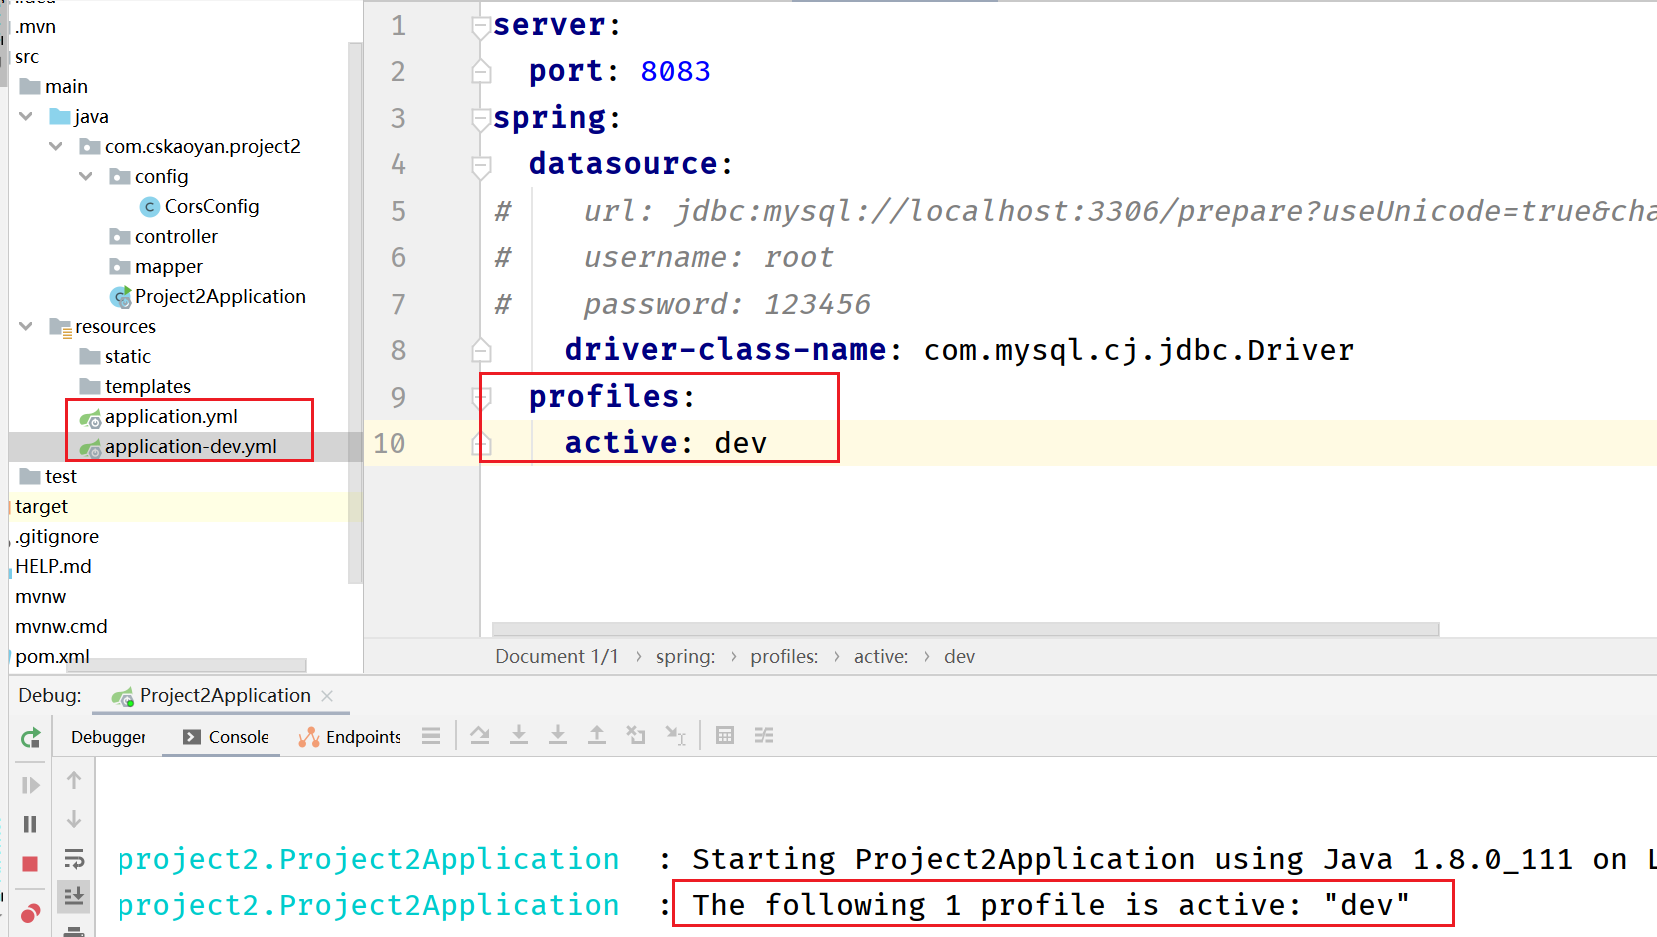 .mvn
src
main
java
com.cskaoyan.project2
config
CorsConfig
controller
mapper
Project2Application
resources
static
templates
application.yml
application-dev.yml
test
target
.gitignore
HELP.md
mvnw
mvnw.cmd
pom.xml
1 server:
2 port: 8083
3 spring:
4 datasource:
5 # url: jdbc:mysql://localhost:3306/prepare?useUnicode=true&cha
6 # username: root
7 # password: 123456
8 driver-class-name: com.mysql.cj.jdbc.Driver
9 profiles:
10 active: dev
Document 1/1 › spring: › profiles: › active: › dev
Debug: Project2Application
Debugger Console Endpoints
project2.Project2Application : Starting Project2Application using Java 1.8.0_111 on L
project2.Project2Application : The following 1 profile is active: "dev"